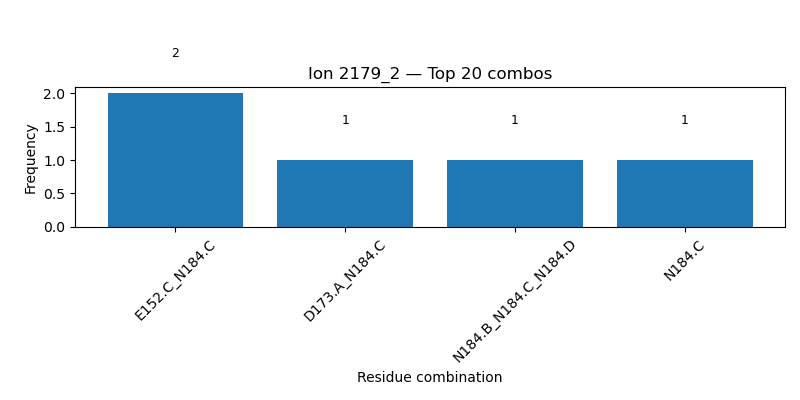 2
Ion 2179_2 — Top 20 combos
1
1
1
Frequency
2.0
1.5
1.0
0.5
0.0
E152.C_N184.C
D173.A_N184.C
N184.B_N184.C_N184.D
N184.C
Residue combination